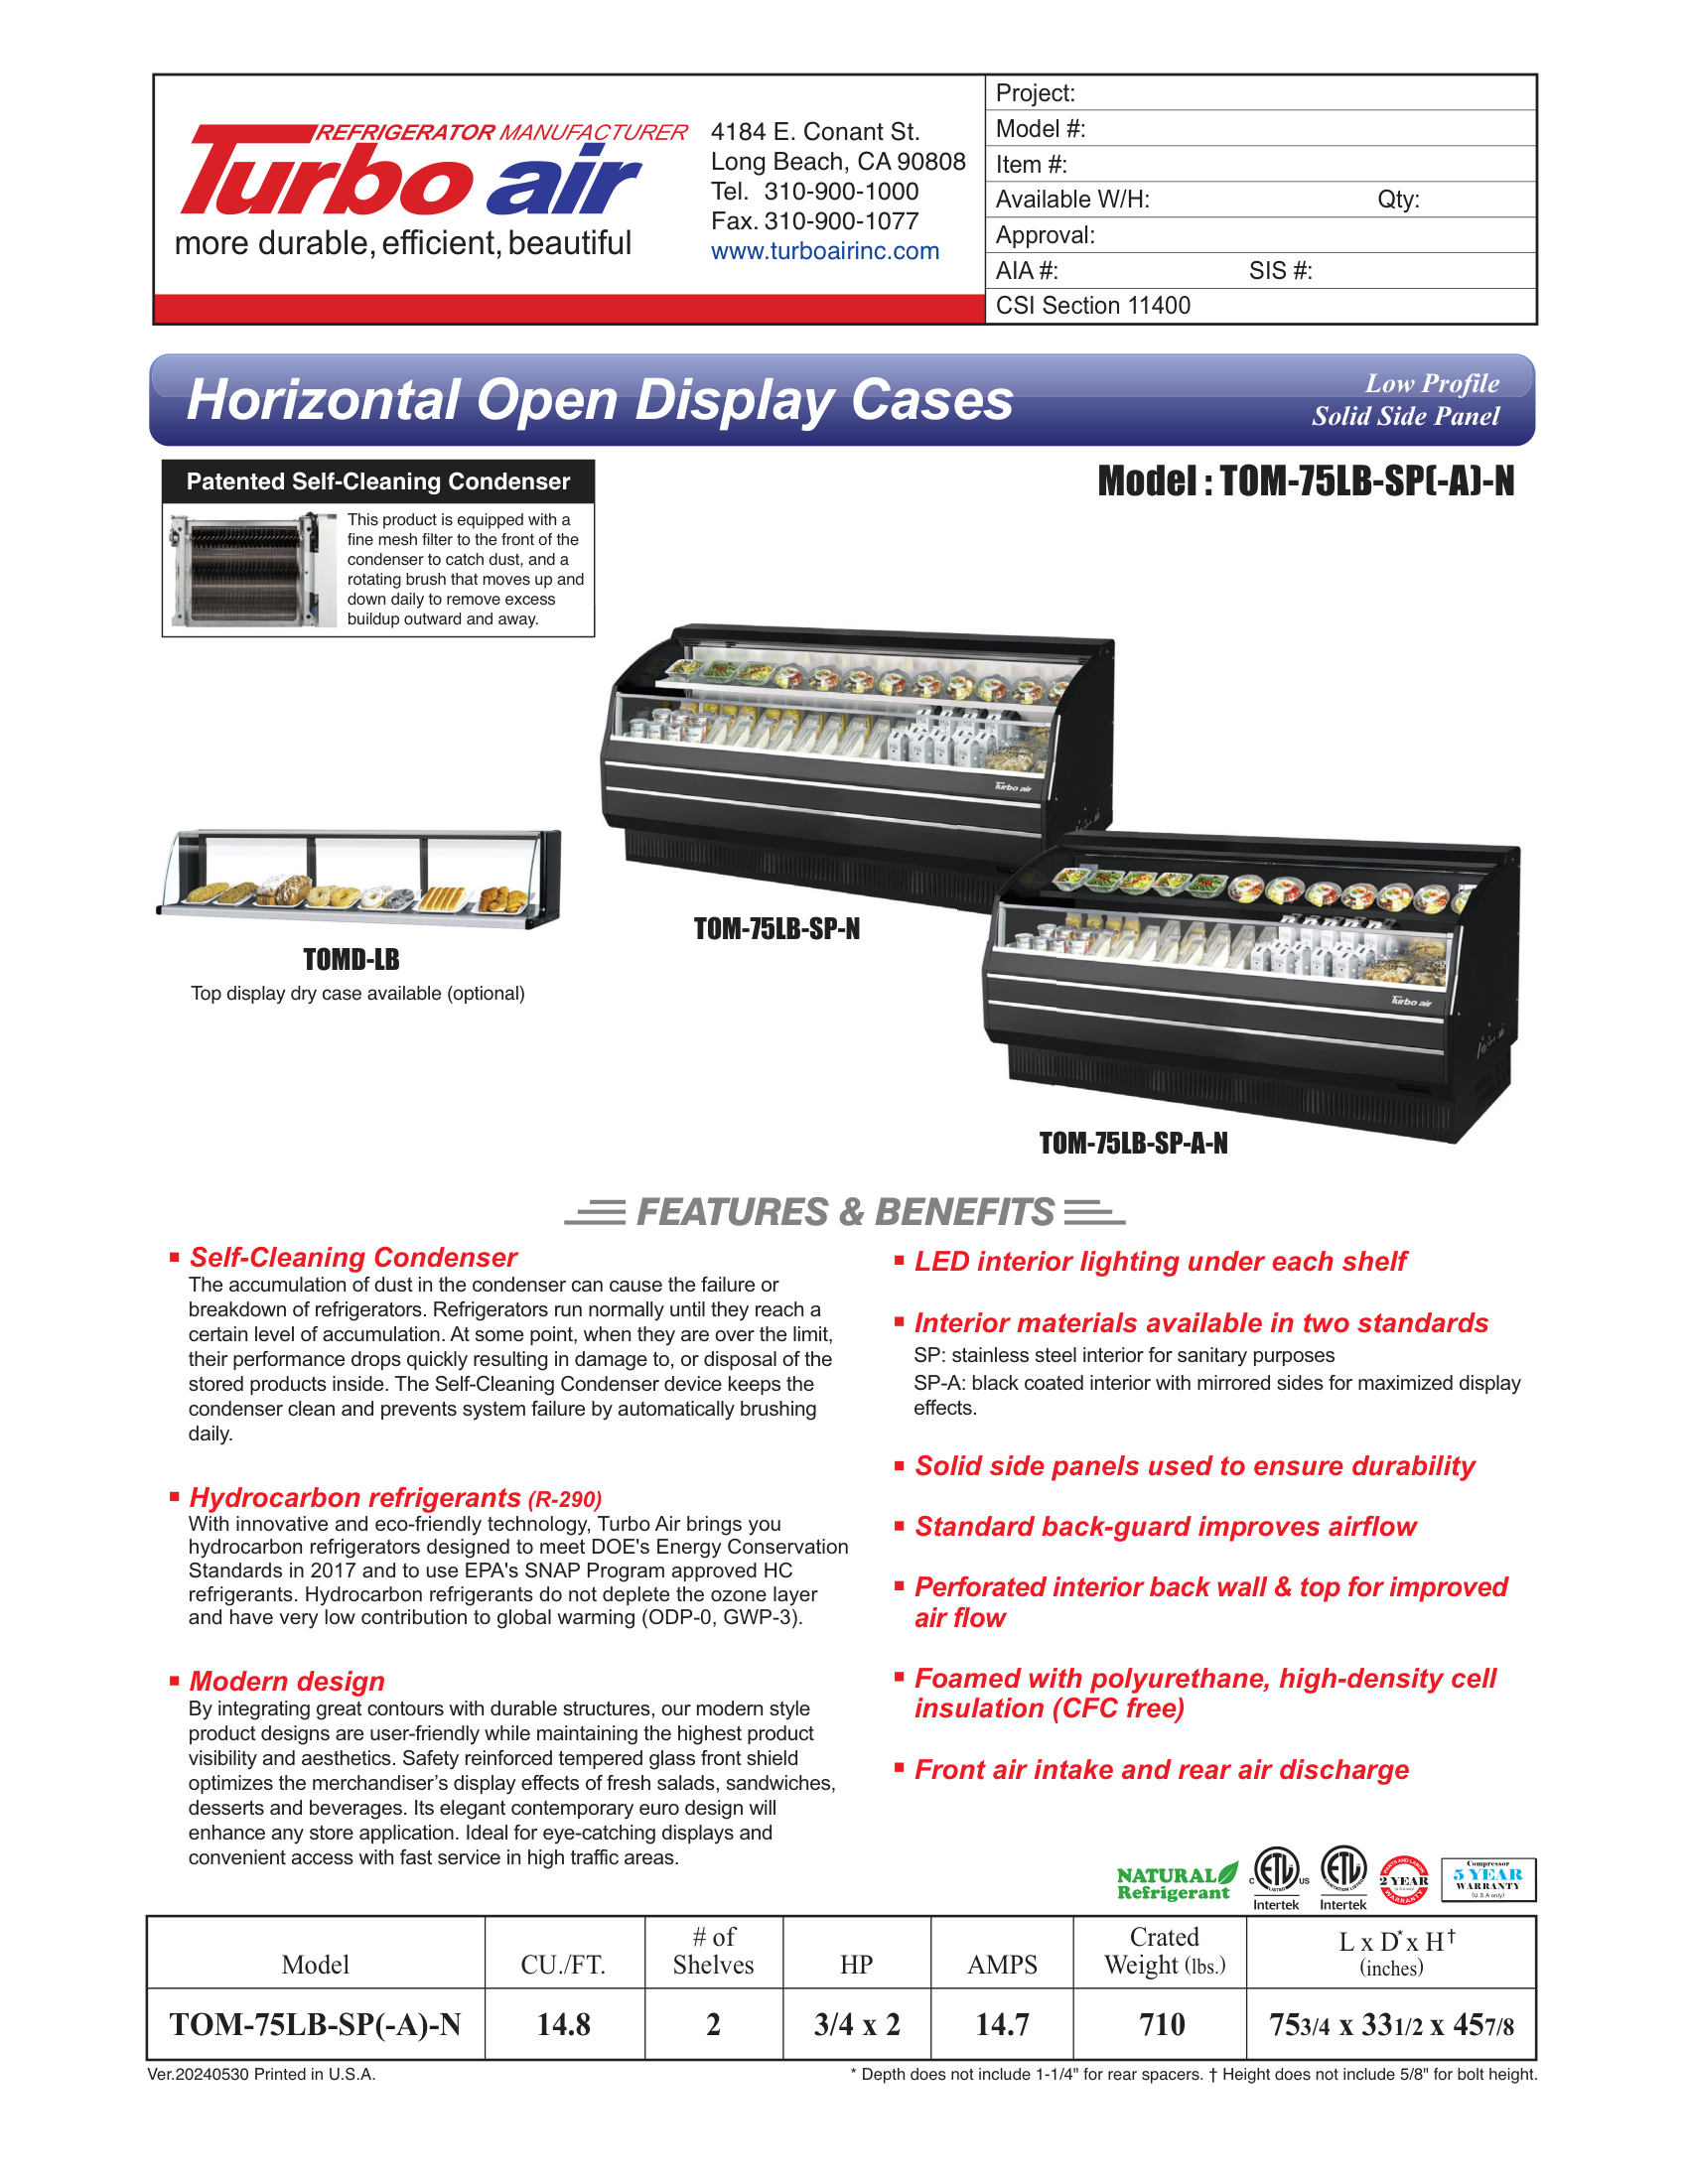 REFRIGERATOR MANUFACTURER
Turbo air
more durable, efficient, beautiful
4184 E. Conant St.
Long Beach, CA 90808
Tel. 310-900-1000
Fax. 310-900-1077
www.turboairinc.com
Project:
Model #:
Item #:
Available W/H: Qty:
Approval:
AIA #: SIS #:
CSI Section 11400
Horizontal Open Display Cases
Low Profile
Solid Side Panel
Patented Self-Cleaning Condenser
This product is equipped with a
fine mesh filter to the front of the
condenser to catch dust, and a
rotating brush that moves up and
down daily to remove excess
buildup outward and away.
Model : TOM-75LB-SP(-A)-N
Turbo air
TOM-75LB-SP-N
TOMD-LB
Top display dry case available (optional)
Turbo air
TOM-75LB-SP-A-N
FEATURES & BENEFITS
Self-Cleaning Condenser
The accumulation of dust in the condenser can cause the failure or
breakdown of refrigerators. Refrigerators run normally until they reach a
certain level of accumulation. At some point, when they are over the limit,
their performance drops quickly resulting in damage to, or disposal of the
stored products inside. The Self-Cleaning Condenser device keeps the
condenser clean and prevents system failure by automatically brushing
daily.
Hydrocarbon refrigerants (R-290)
With innovative and eco-friendly technology, Turbo Air brings you
hydrocarbon refrigerators designed to meet DOE's Energy Conservation
Standards in 2017 and to use EPA's SNAP Program approved HC
refrigerants. Hydrocarbon refrigerants do not deplete the ozone layer
and have very low contribution to global warming (ODP-0, GWP-3).
Modern design
By integrating great contours with durable structures, our modern style
product designs are user-friendly while maintaining the highest product
visibility and aesthetics. Safety reinforced tempered glass front shield
optimizes the merchandiser's display effects of fresh salads, sandwiches,
desserts and beverages. Its elegant contemporary euro design will
enhance any store application. Ideal for eye-catching displays and
convenient access with fast service in high traffic areas.
LED interior lighting under each shelf
Interior materials available in two standards
SP: stainless steel interior for sanitary purposes
SP-A: black coated interior with mirrored sides for maximized display
effects.
Solid side panels used to ensure durability
Standard back-guard improves airflow
Perforated interior back wall & top for improved
air flow
Foamed with polyurethane, high-density cell
insulation (CFC free)
Front air intake and rear air discharge
NATURAL
Refrigerant
C ETL US
LISTED
Intertek
ETL
Intertek
PARTS AND LABOR
2 YEAR
WARRANTY
Compressor
5 YEAR
WARRANTY
(U.S.A only)
Model CU./FT. # of Shelves HP AMPS Crated Weight (lbs.) L x D* x H† (inches)
TOM-75LB-SP(-A)-N 14.8 2 3/4 x 2 14.7 710 753/4 x 331/2 x 457/8
Ver.20240530 Printed in U.S.A.
* Depth does not include 1-1/4" for rear spacers. † Height does not include 5/8" for bolt height.